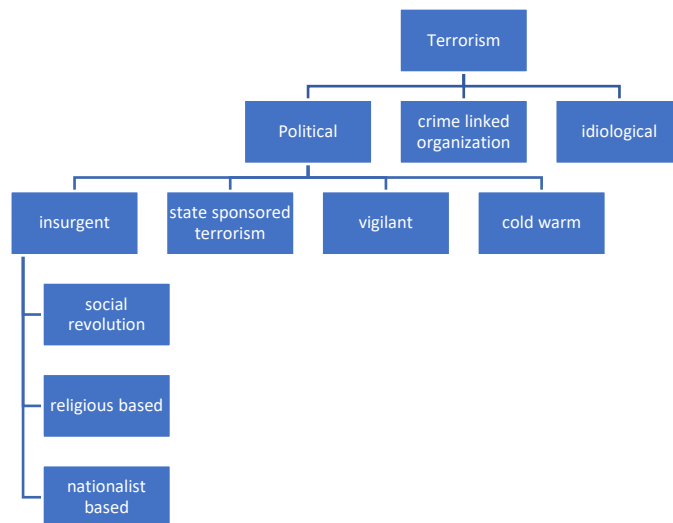 Terrorism
Political
crime linked
organization
idiological
insurgent
state sponsored
terrorism
vigilant
cold warm
social
revolution
religious based
nationalist
based